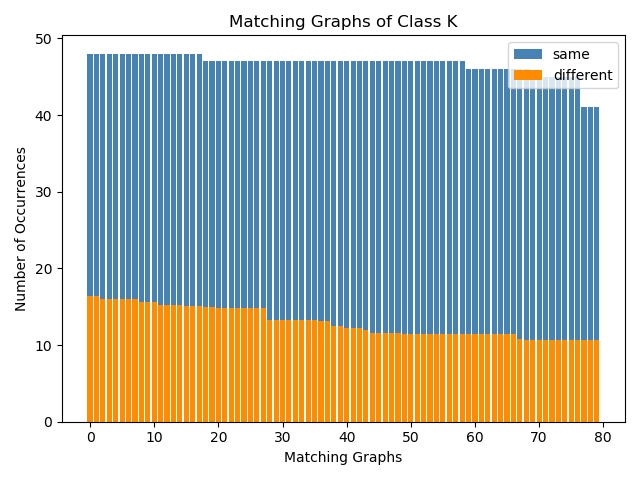 Matching Graphs of Class K
same
different
Number of Occurrences
50
40
30
20
10
0
0 10 20 30 40 50 60 70 80
Matching Graphs